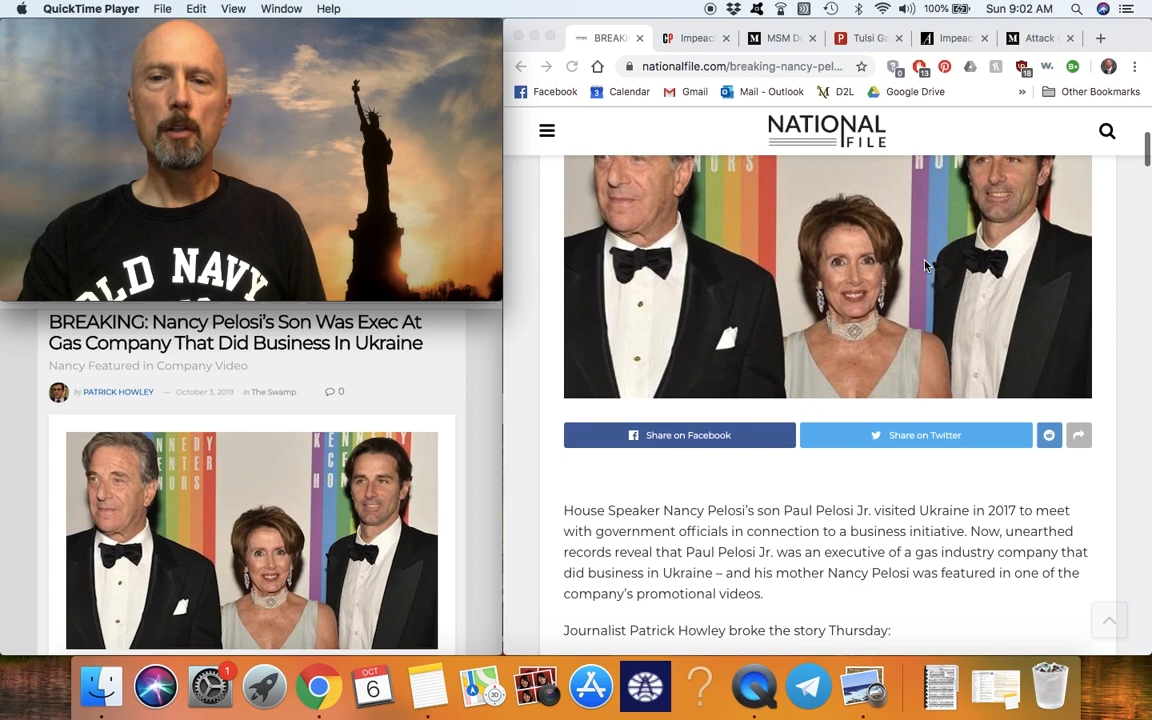 QuickTime Player File Edit View Window Help 100% Sun 9:02 AM
BREAKI Impeac MSM D Tulsi Ga Impeac Attack
nationalfile.com/breaking-nancy-pel...
0 13 18 W.
Facebook Calendar Gmail Mail - Outlook D2L Google Drive » Other Bookmarks
NATIONAL
FILE
OLD NAVY
BREAKING: Nancy Pelosi's Son Was Exec At
Gas Company That Did Business In Ukraine
Nancy Featured in Company Video
by PATRICK HOWLEY — October 3, 2019 in The Swamp 0
Share on Facebook Share on Twitter
House Speaker Nancy Pelosi's son Paul Pelosi Jr. visited Ukraine in 2017 to meet
with government officials in connection to a business initiative. Now, unearthed
records reveal that Paul Pelosi Jr. was an executive of a gas industry company that
did business in Ukraine – and his mother Nancy Pelosi was featured in one of the
company's promotional videos.
Journalist Patrick Howley broke the story Thursday:
1
OCT
6
3D